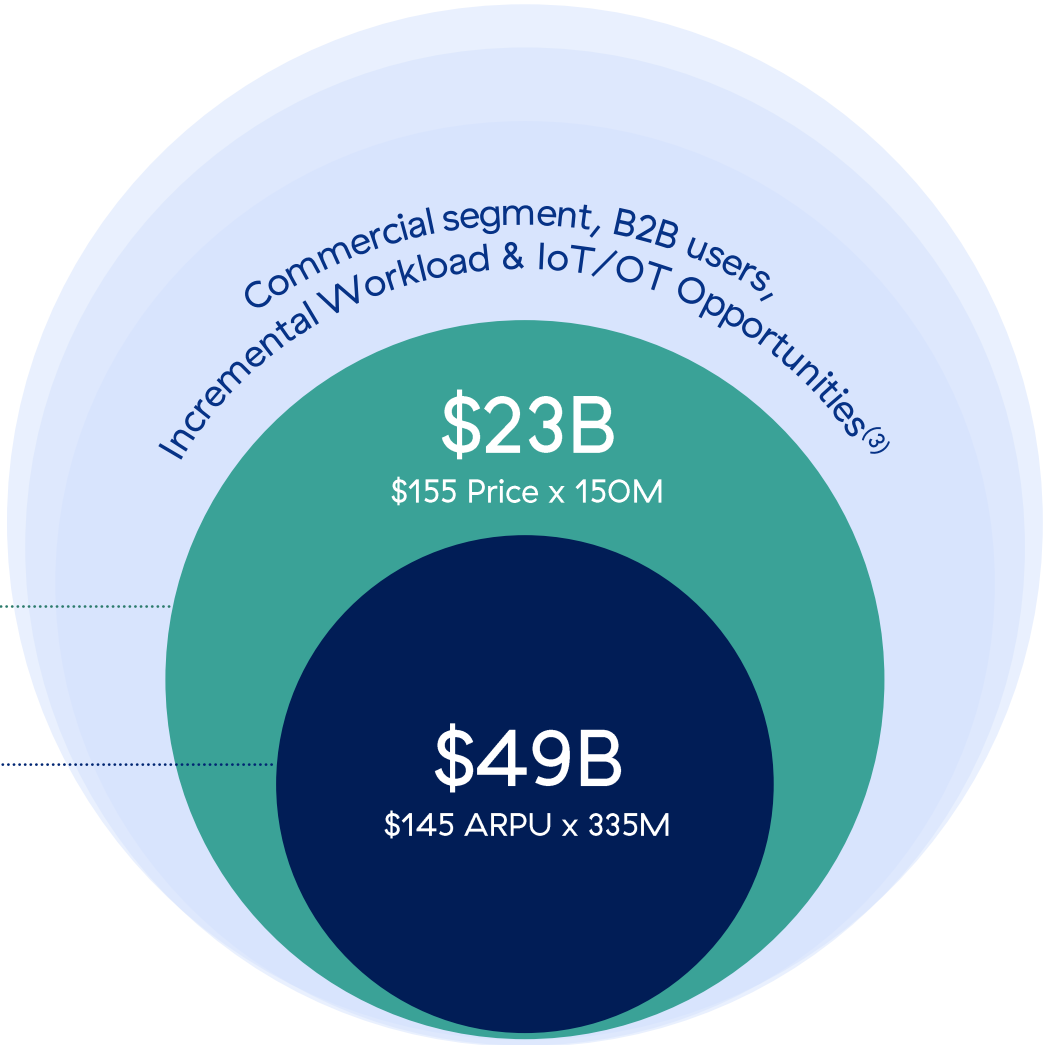 Commercial segment, B2B users,
Incremental Workload & IoT/OT Opportunities(3)
$23B
$155 Price x 150M
$49B
$145 ARPU x 335M